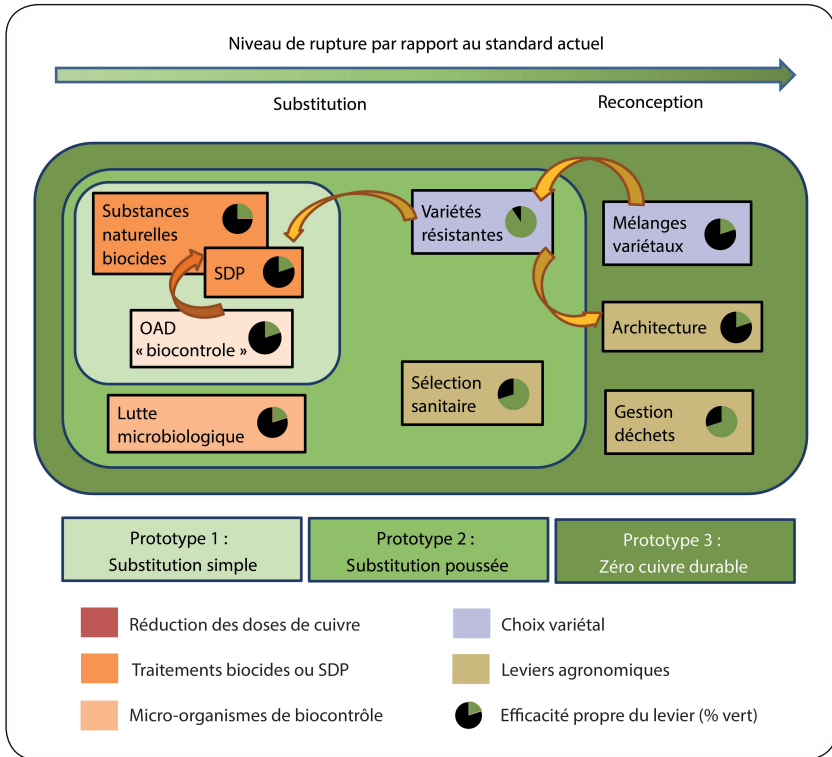 Niveau de rupture par rapport au standard actuel
Substitution
Reconception
Substances
naturelles
biocides
SDP
OAD
« biocontrole »
Lutte
microbiologique
Variétés
résistantes
Sélection
sanitaire
Mélanges
variétaux
Architecture
Gestion
déchets
Prototype 1 :
Substitution simple
Prototype 2 :
Substitution poussée
Prototype 3 :
Zéro cuivre durable
Réduction des doses de cuivre
Traitements biocides ou SDP
Micro-organismes de biocontrôle
Choix variétal
Leviers agronomiques
Efficacité propre du levier (% vert)